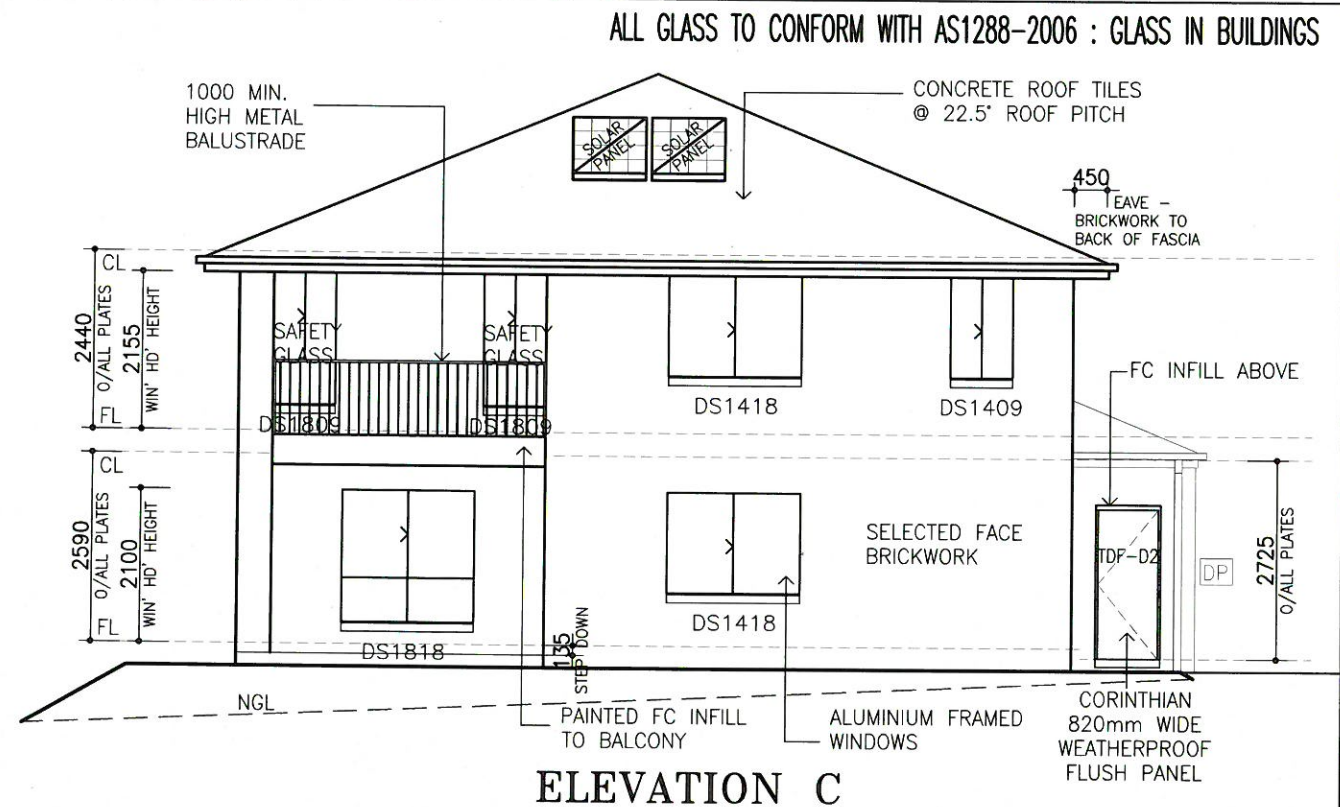 ALL GLASS TO CONFORM WITH AS1288-2006 : GLASS IN BUILDINGS
1000 MIN.
HIGH METAL
BALUSTRADE
CONCRETE ROOF TILES
@ 22.5° ROOF PITCH
SOLAR
PANEL
SOLAR
PANEL
450
EAVE -
BRICKWORK TO
BACK OF FASCIA
CL
2440
O/ALL PLATES
2155
WIN' HD' HEIGHT
FL
SAFETY
GLASS
SAFETY
GLASS
DS1809
DS1809
DS1418
DS1409
FC INFILL ABOVE
CL
2590
O/ALL PLATES
2100
WIN' HD' HEIGHT
FL
SELECTED FACE
BRICKWORK
TDF-D2
DP
2725
O/ALL PLATES
DS1818
DS1418
135
STEP DOWN
NGL
PAINTED FC INFILL
TO BALCONY
ALUMINIUM FRAMED
WINDOWS
CORINTHIAN
820mm WIDE
WEATHERPROOF
FLUSH PANEL
ELEVATION C